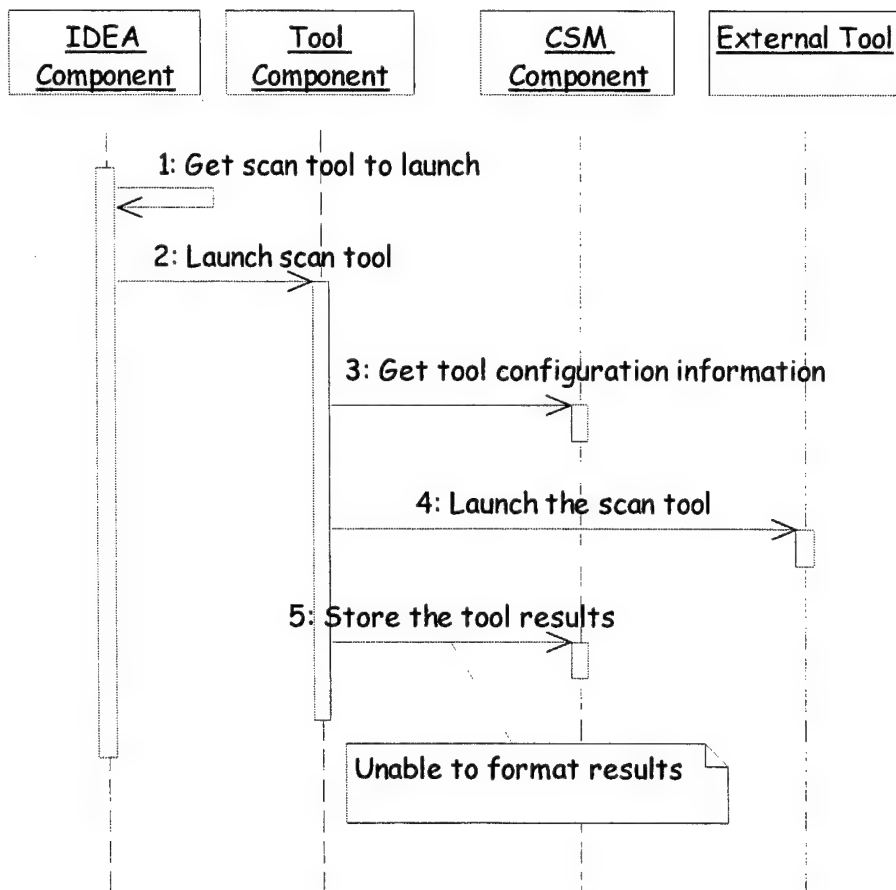 IDEA
Component
Tool
Component
CSM
Component
External Tool
1: Get scan tool to launch
2: Launch scan tool
3: Get tool configuration information
4: Launch the scan tool
5: Store the tool results
Unable to format results